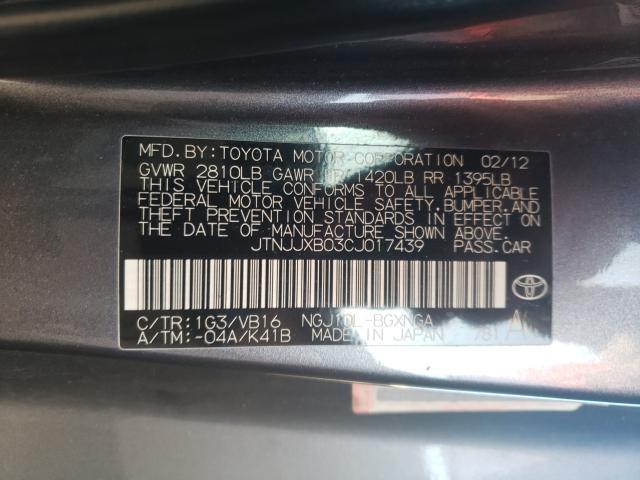 MFD. BY: TOYOTA MOTOR CORPORATION 02/12
GVWR 2810LB GAWR 1420LB RR 1395LB
THIS VEHICLE CONFORMS TO ALL APPLICABLE
FEDERAL MOTOR VEHICLE SAFETY, BUMPER, AND
THEFT PREVENTION STANDARDS IN EFFECT ON
THE DATE OF MANUFACTURE SHOWN ABOVE.
JTNJJXB03CJ017439 PASS. CAR
C/TR: 1G3/VB16 NGJ10L-BGXNGA A
A/TM: -04A/K41B MADE IN JAPAN 781